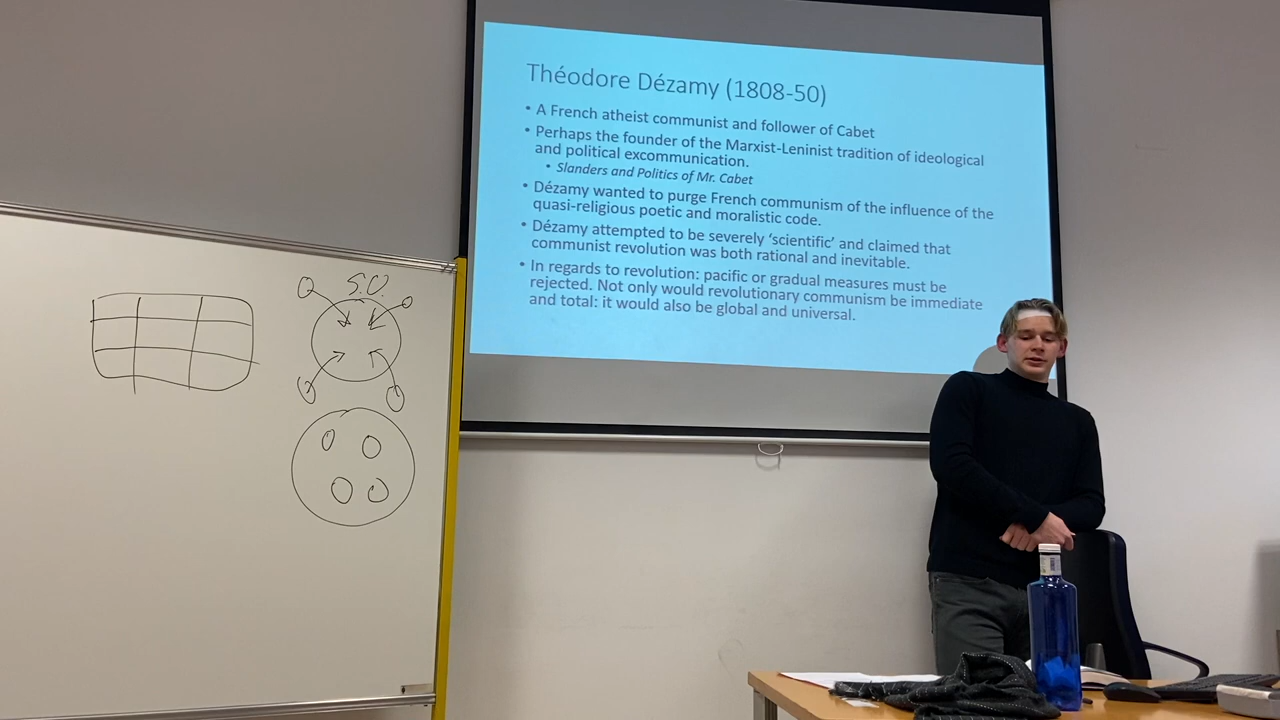 S.O.
Théodore Dézamy (1808-50)
• A French atheist communist and follower of Cabet
• Perhaps the founder of the Marxist-Leninist tradition of ideological
and political excommunication.
• Slanders and Politics of Mr. Cabet
• Dézamy wanted to purge French communism of the influence of the
quasi-religious poetic and moralistic code.
• Dézamy attempted to be severely ‘scientific’ and claimed that
communist revolution was both rational and inevitable.
• In regards to revolution: pacific or gradual measures must be
rejected. Not only would revolutionary communism be immediate
and total: it would also be global and universal.